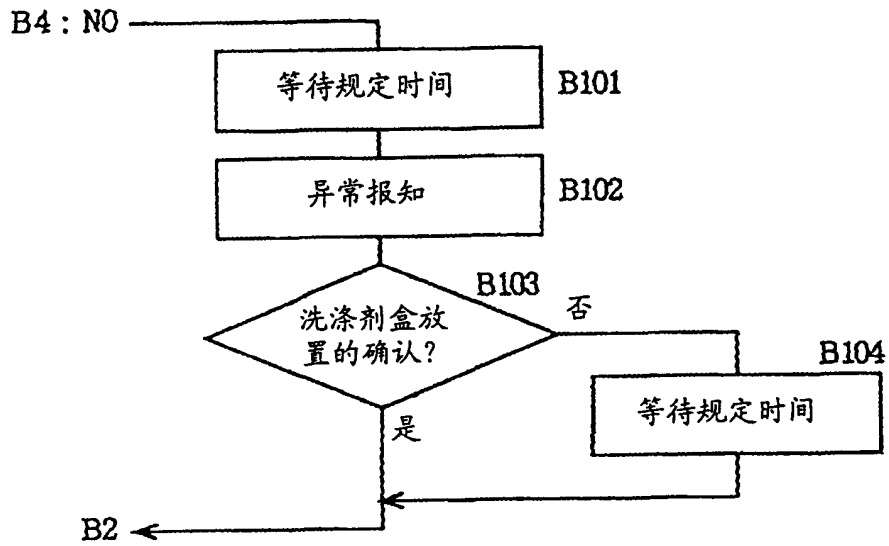 B4：NO
等待规定时间
B101
异常报知
B102
B103
洗涤剂盒放
置的确认?
否
B104
等待规定时间
是
B2